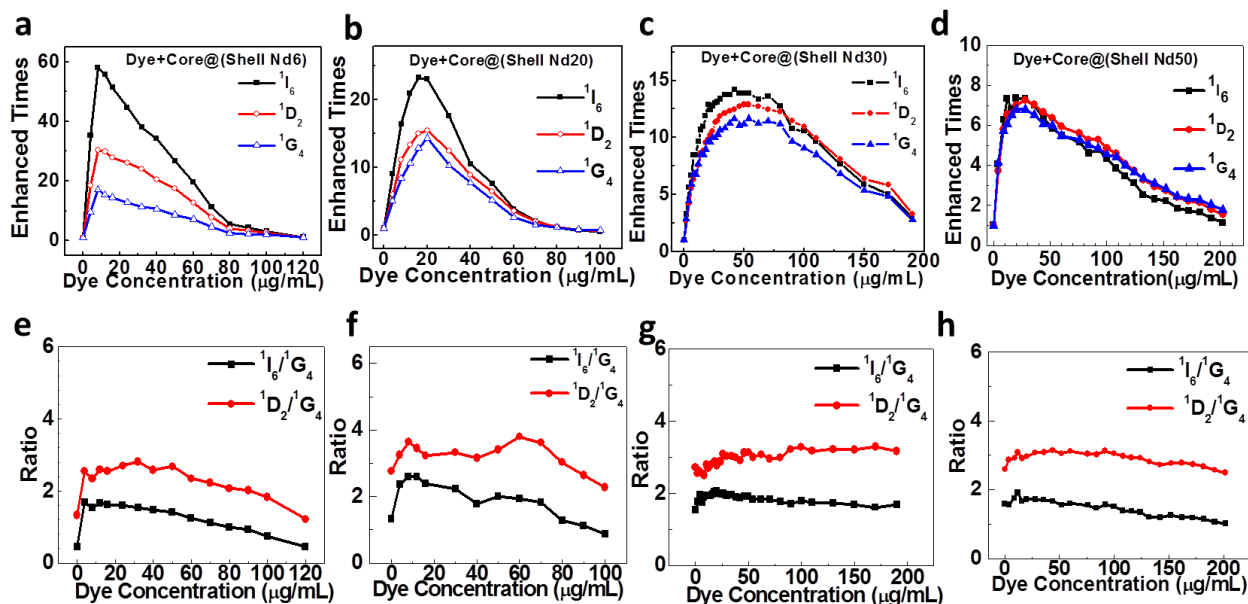 a
Dye+Core@(Shell Nd6)
¹I₆
¹D₂
¹G₄
Enhanced Times
60
40
20
0
0 20 40 60 80 100 120
Dye Concentration (μg/mL)
b
Dye+Core@(Shell Nd20)
¹I₆
¹D₂
¹G₄
Enhanced Times
20
10
0
0 20 40 60 80 100
Dye Concentration (μg/mL)
c
Dye+Core@(Shell Nd30)
¹I₆
¹D₂
¹G₄
Enhanced Times
15
10
5
0
0 50 100 150 200
Dye Concentration (μg/mL)
d
Dye+Core@(Shell Nd50)
¹I₆
¹D₂
¹G₄
Enhanced Times
10
8
6
4
2
0
0 50 100 150 200
Dye Concentration(μg/mL)
e
¹I₆/¹G₄
¹D₂/¹G₄
Ratio
6
4
2
0
0 20 40 60 80 100 120
Dye Concentration (μg/mL)
f
¹I₆/¹G₄
¹D₂/¹G₄
Ratio
6
4
2
0
0 20 40 60 80 100
Dye Concentration (μg/mL)
g
¹I₆/¹G₄
¹D₂/¹G₄
Ratio
6
4
2
0
0 50 100 150 200
Dye Concentration (μg/mL)
h
¹I₆/¹G₄
¹D₂/¹G₄
Ratio
6
4
2
0
0 50 100 150 200
Dye Concentration (μg/mL)